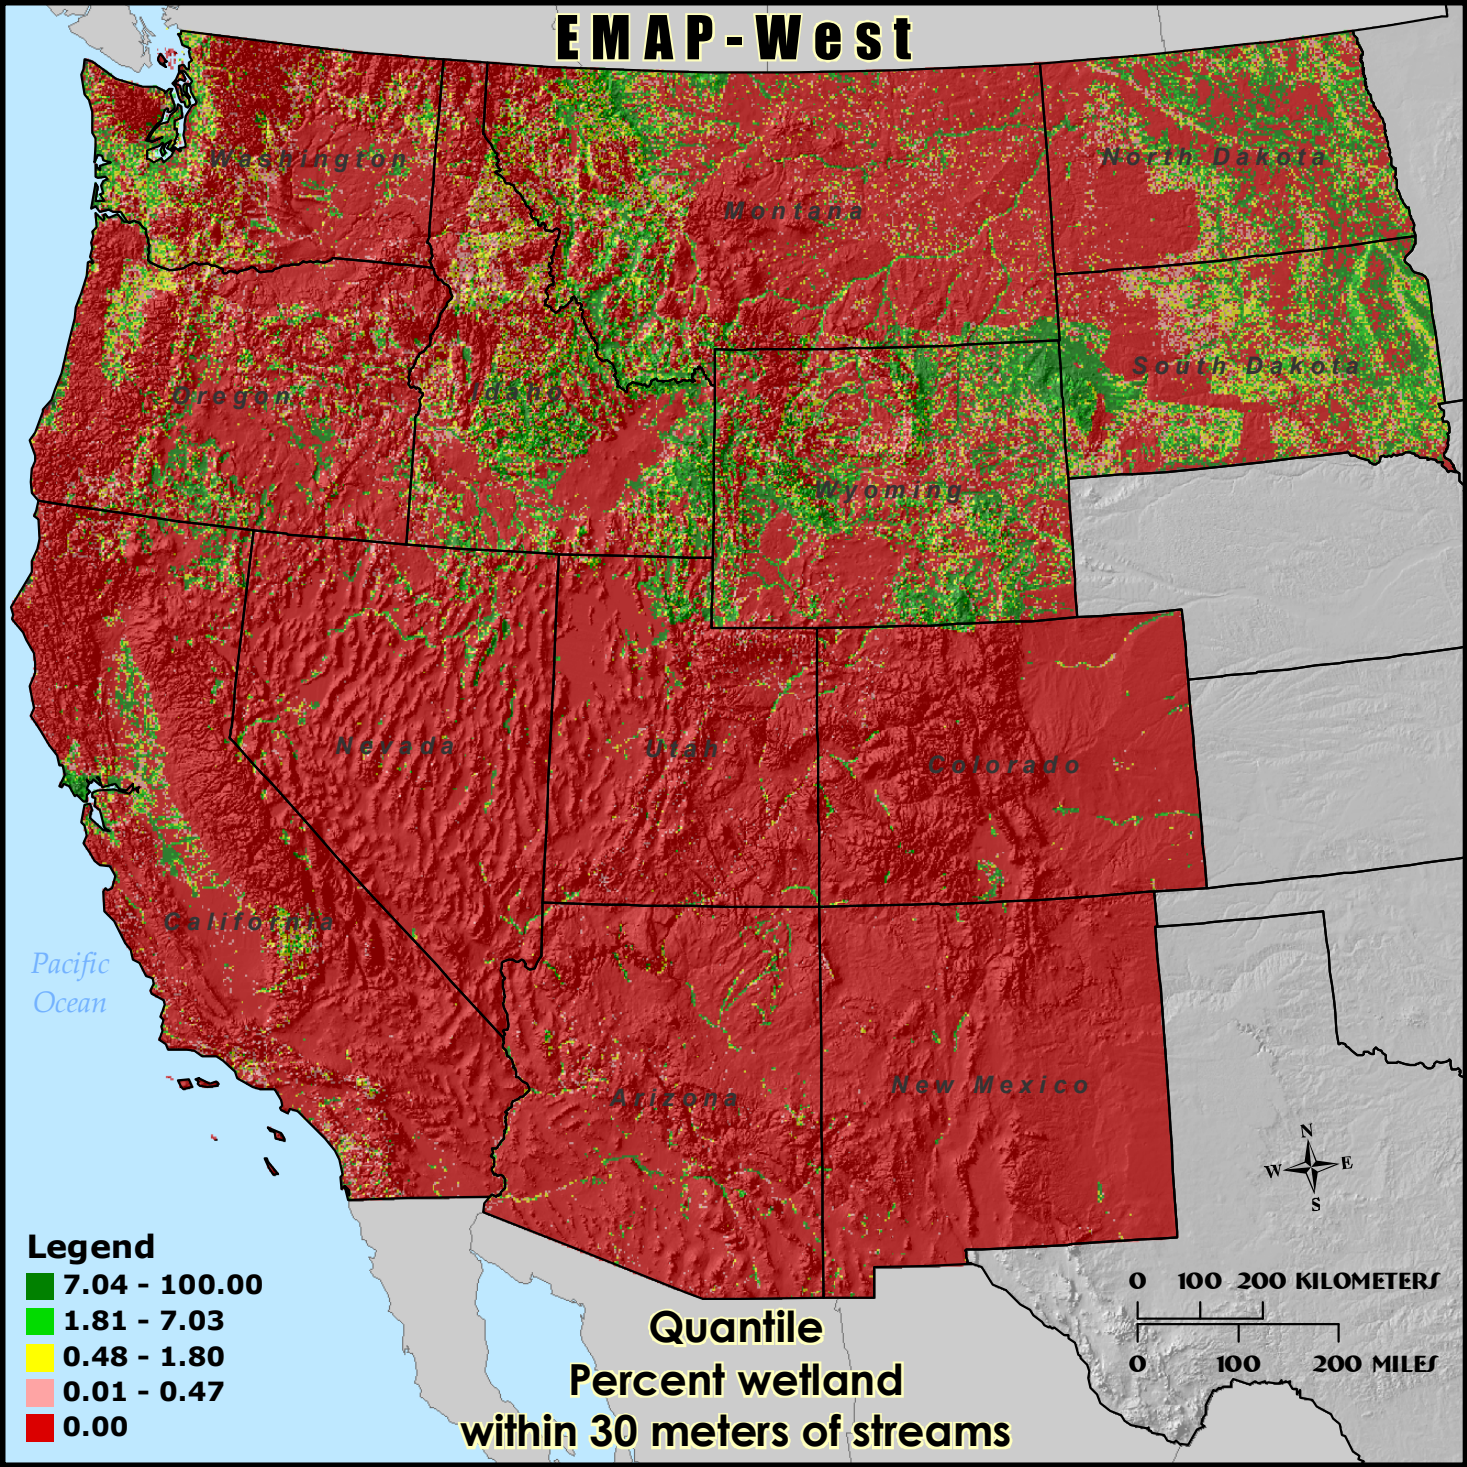 EMAP-West
Washington
Montana
North Dakota
South Dakota
Oregon
Idaho
Wyoming
Nevada
Utah
Colorado
California
Pacific
Ocean
Arizona
New Mexico
N
W E
S
Legend
7.04 - 100.00
1.81 - 7.03
0.48 - 1.80
0.01 - 0.47
0.00
Quantile
Percent wetland
within 30 meters of streams
0 100 200 KILOMETERS
0 100 200 MILES